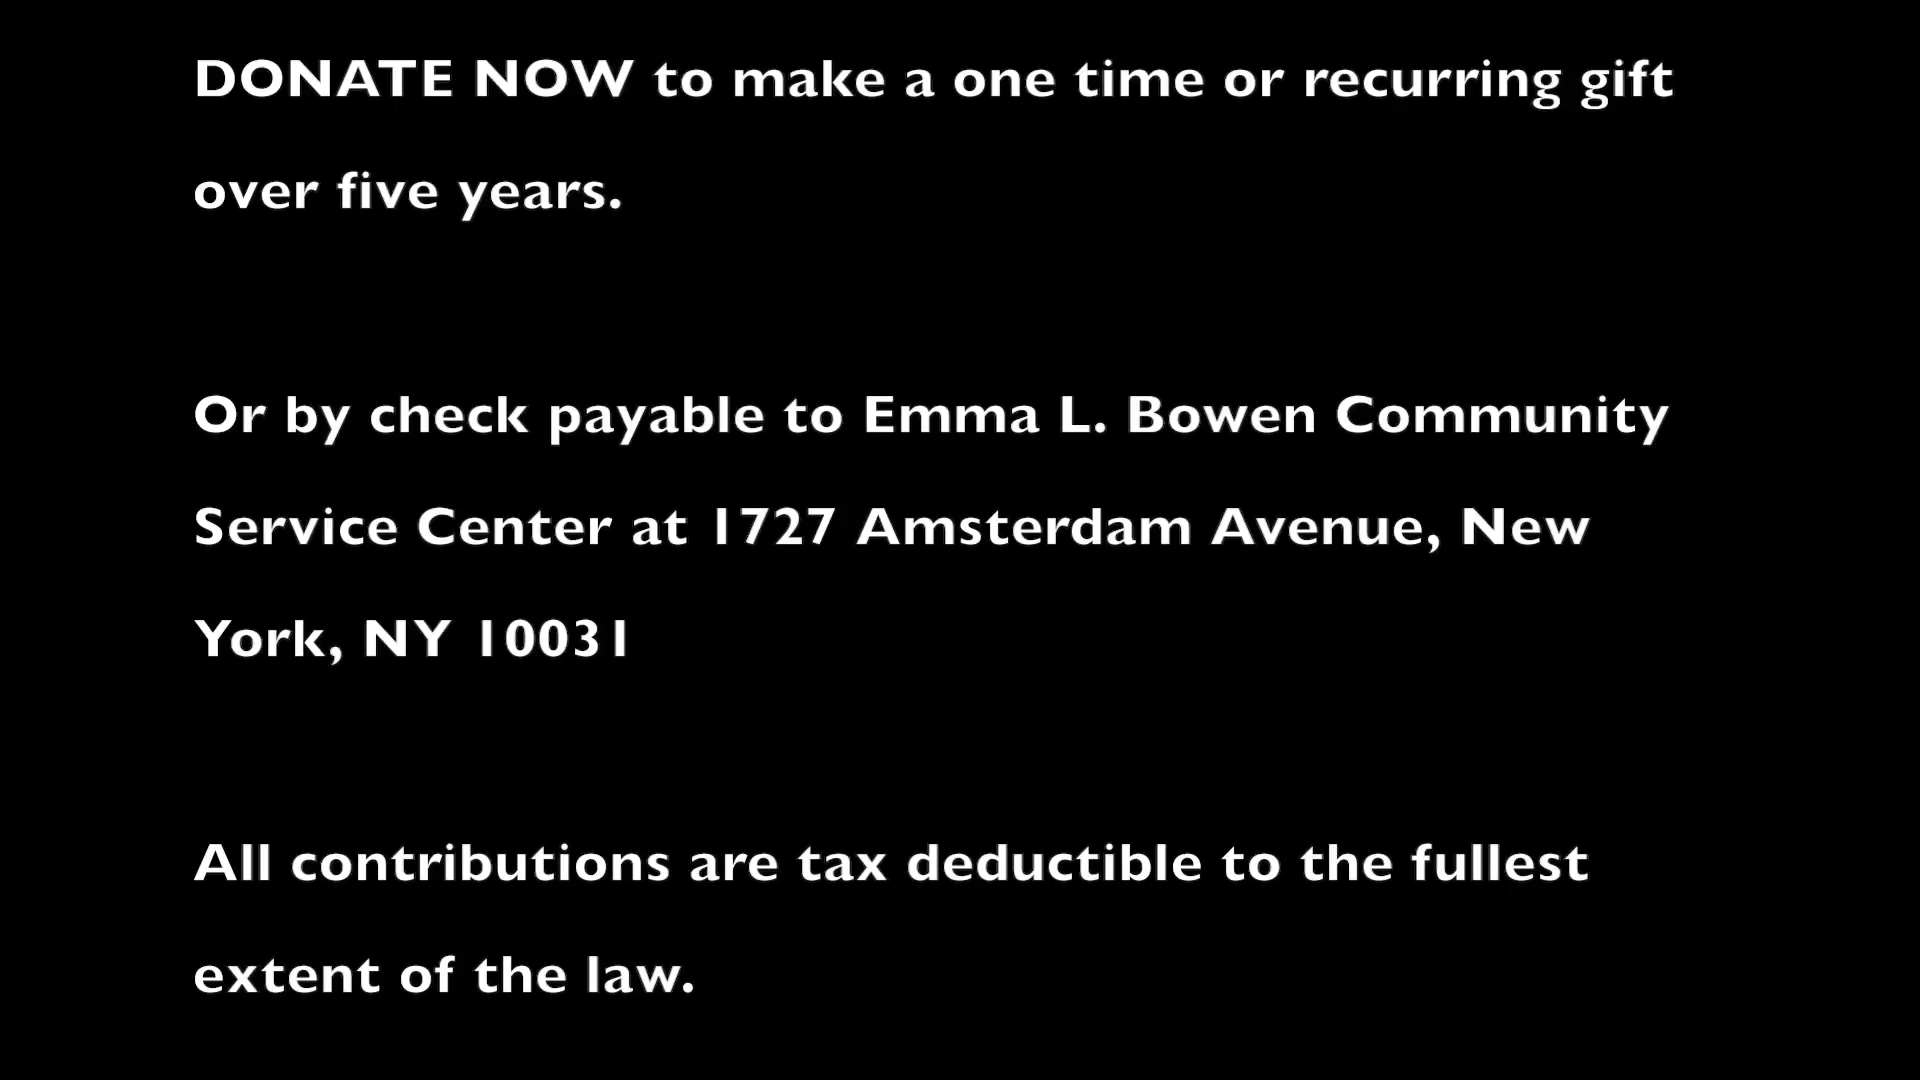 DONATE NOW to make a one time or recurring gift
over five years.
Or by check payable to Emma L. Bowen Community
Service Center at 1727 Amsterdam Avenue, New
York, NY 10031
All contributions are tax deductible to the fullest
extent of the law.